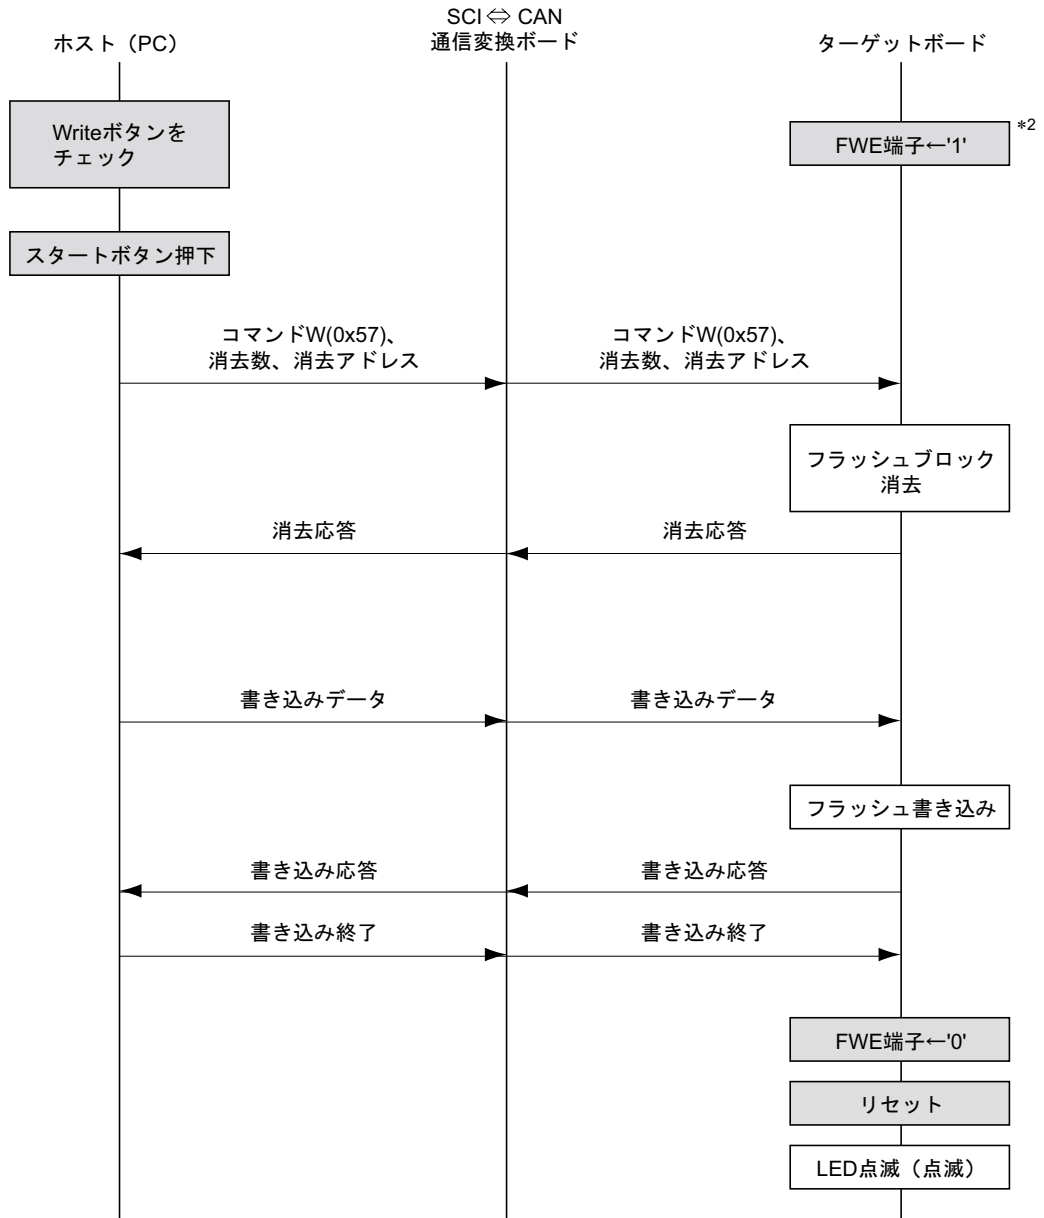 SCI⇔CAN
ホスト（PC）
通信変換ボード
ターゲットボード
Writeボタンを
チェック
FWE端子←'1'
*2
スタートボタン押下
コマンドW(0x57)、
消去数、消去アドレス
コマンドW(0x57)、
消去数、消去アドレス
フラッシュブロック
消去
消去応答
消去応答
書き込みデータ
書き込みデータ
フラッシュ書き込み
書き込み応答
書き込み応答
書き込み終了
書き込み終了
FWE端子←'0'
リセット
LED点滅（点滅）